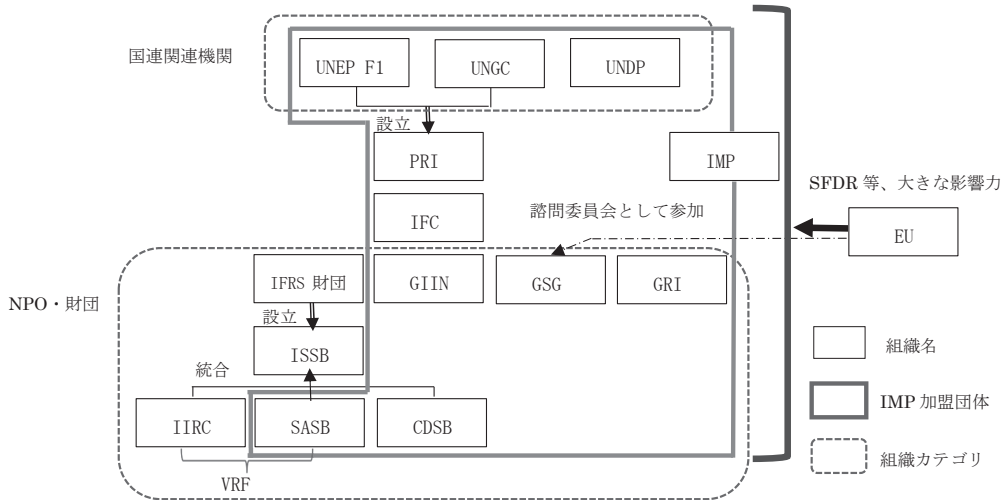 国連関連機関
UNEP F1
UNGC
UNDP
設立
PRI
IMP
SFDR 等、大きな影響力
IFC
諮問委員会として参加
EU
NPO・財団
IFRS 財団
GIIN
GSG
GRI
設立
ISSB
組織名
統合
IMP 加盟団体
IIRC
SASB
CDSB
組織カテゴリ
VRF